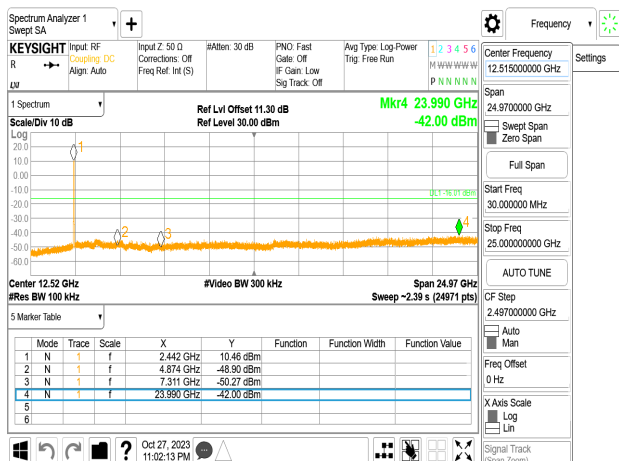 Spectrum Analyzer 1
Swept SA
Frequency
KEYSIGHT
R
Input: RF
Coupling: DC
Align: Auto
Input Z: 50 Ω
Corrections: Off
Freq Ref: Int (S)
#Atten: 30 dB
PNO: Fast
Gate: Off
IF Gain: Low
Sig Track: Off
Avg Type: Log-Power
Trig: Free Run
1 2 3 4 5 6
M W W W W W
P N N N N N
1 Spectrum
Scale/Div 10 dB
Ref Lvl Offset 11.30 dB
Ref Level 30.00 dBm
Mkr4 23.990 GHz
-42.00 dBm
Log
20.0
10.0
0.00
-10.0
-20.0
-30.0
-40.0
-50.0
-60.0
1
2
3
4
DL1 -16.01 dBm
Center 12.52 GHz
#Res BW 100 kHz
#Video BW 300 kHz
Span 24.97 GHz
Sweep ~2.39 s (24971 pts)
5 Marker Table
Mode Trace Scale X Y Function Function Width Function Value
1 N 1 f 2.442 GHz 10.46 dBm
2 N 1 f 4.874 GHz -48.90 dBm
3 N 1 f 7.311 GHz -50.27 dBm
4 N 1 f 23.990 GHz -42.00 dBm
5
6
Oct 27, 2023
11:02:13 PM
Center Frequency
12.515000000 GHz
Settings
Span
24.9700000 GHz
Swept Span
Zero Span
Full Span
Start Freq
30.000000 MHz
Stop Freq
25.000000000 GHz
AUTO TUNE
CF Step
2.497000000 GHz
Auto
Man
Freq Offset
0 Hz
X Axis Scale
Log
Lin
Signal Track
(Span Zoom)